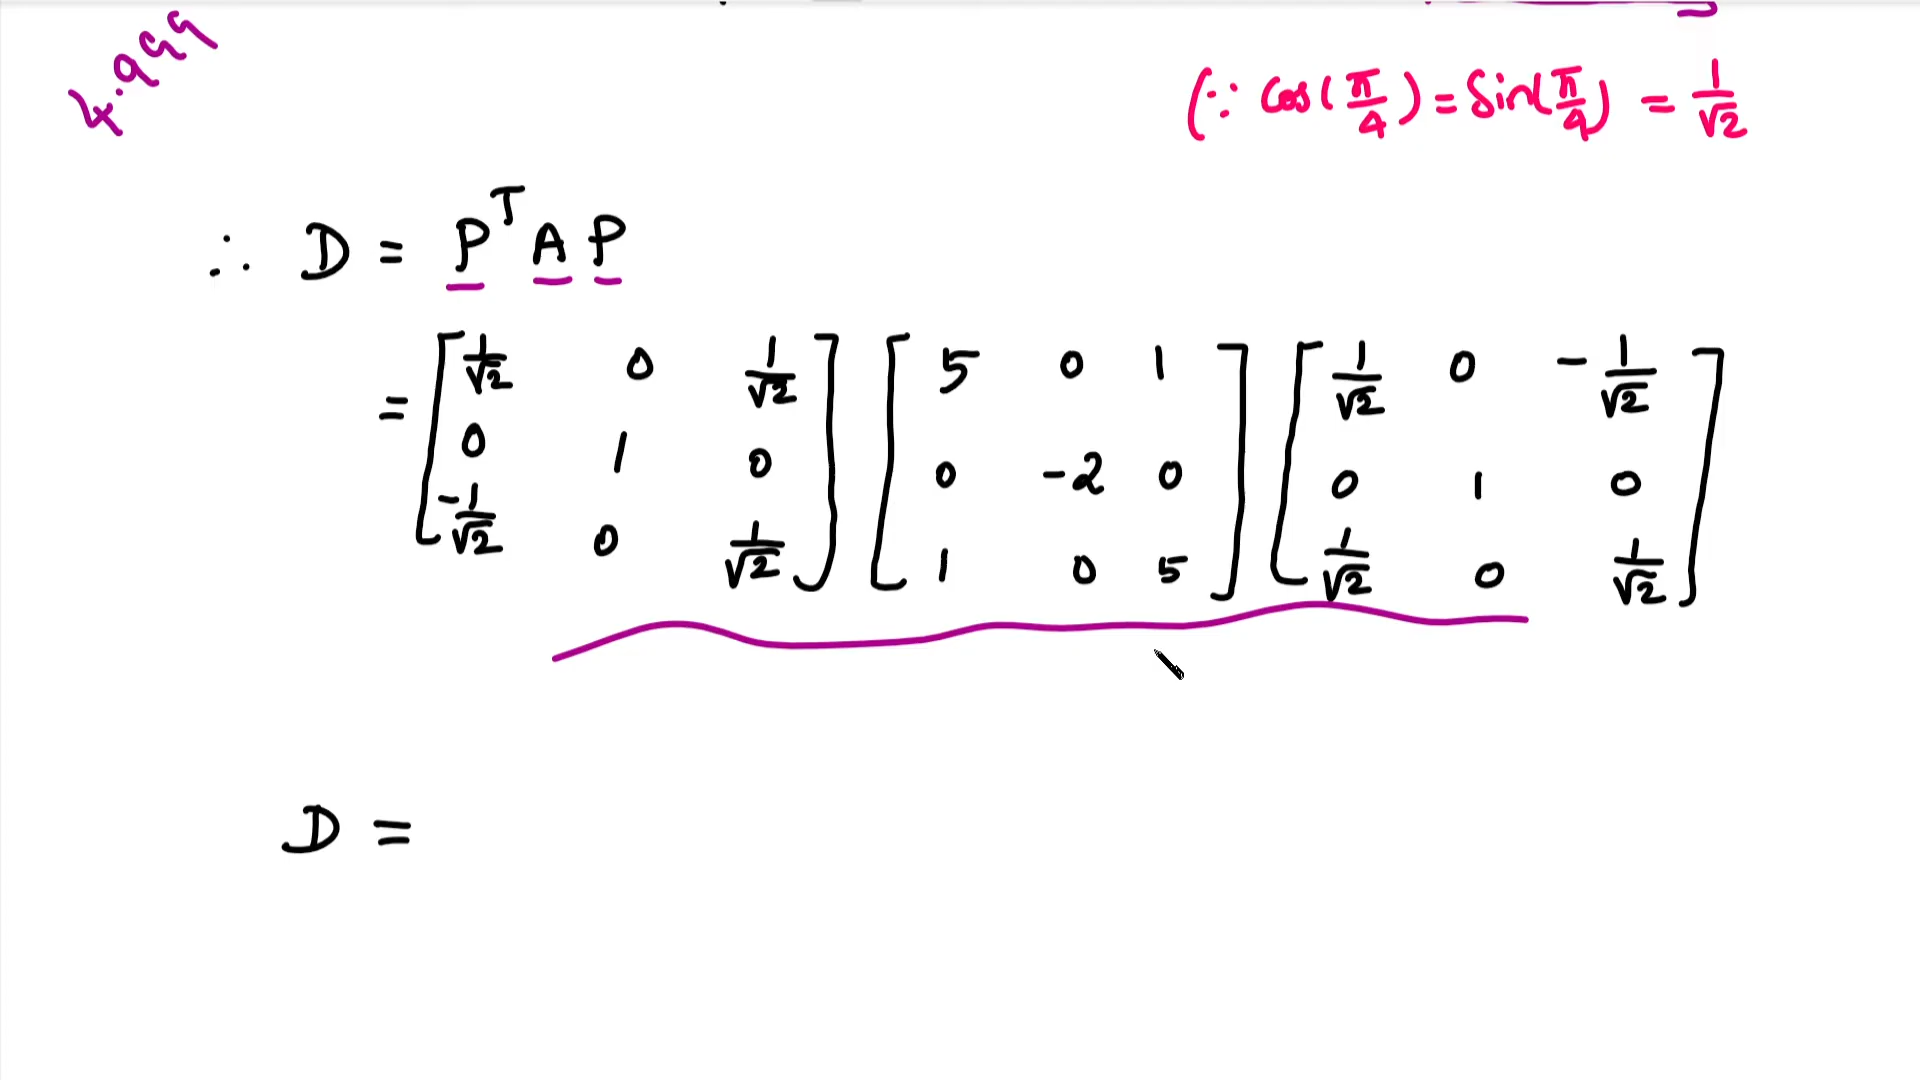 4.999
(∵ Cos(π/4) = Sin(π/4) = 1/√2
∴ D = Pᵀ A P
= [1/√2 0 1/√2] [5 0 1] [1/√2 0 -1/√2]
[0 1 0] [0 -2 0] [0 1 0]
[-1/√2 0 1/√2] [1 0 5] [1/√2 0 1/√2]
D =